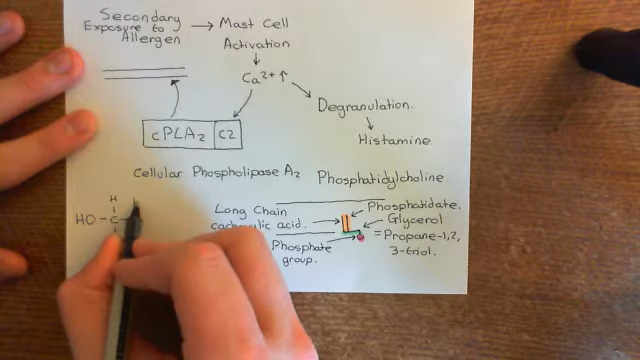 Secondary
Exposure to
Allergen
Mast Cell
Activation
Ca2+ ↑
Degranulation.
Histamine
cPLA2 C2
Cellular Phospholipase A2
Phosphatidylcholine
Long Chain
carboxylic acid.
Phosphatidate.
Glycerol
= Propane-1,2,
3-triol.
Phosphate
group.
H
HO - C